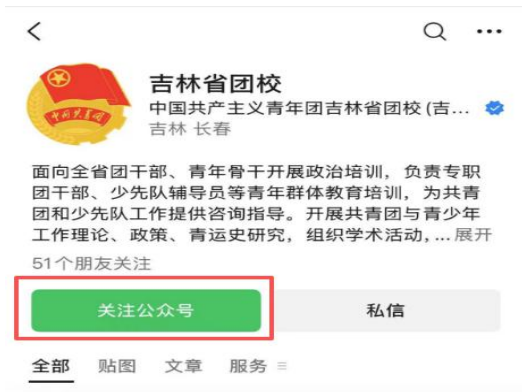 吉林省团校
中国共产主义青年团吉林省团校 (吉...
吉林 长春
面向全省团干部、青年骨干开展政治培训，负责专职
团干部、少先队辅导员等青年群体教育培训，为共青
团和少先队工作提供咨询指导。开展共青团与青少年
工作理论、政策、青运史研究，组织学术活动, ... 展开
51个朋友关注
关注公众号 私信
全部 贴图 文章 服务